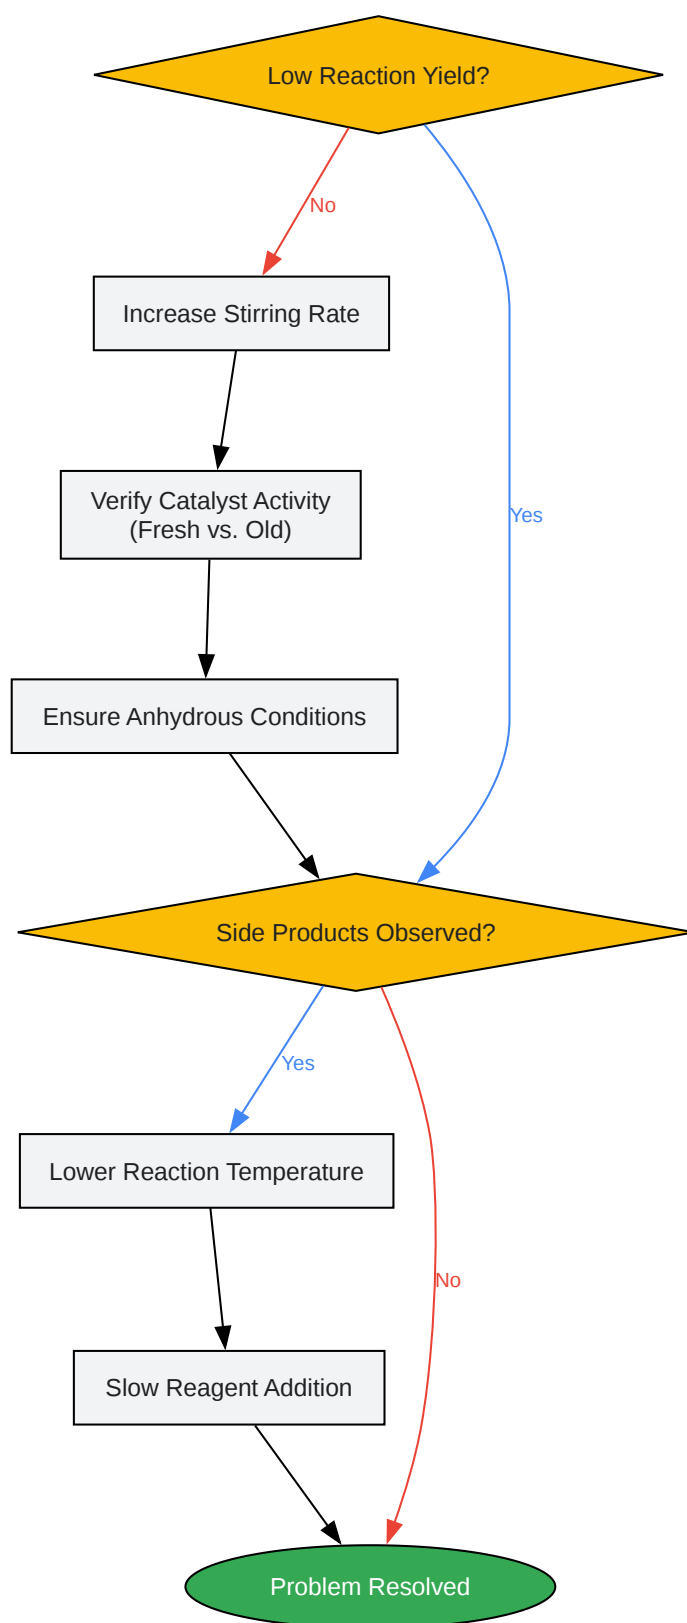 Low Reaction Yield?
No
Increase Stirring Rate
Verify Catalyst Activity
(Fresh vs. Old)
Yes
Ensure Anhydrous Conditions
Side Products Observed?
Yes
Lower Reaction Temperature
No
Slow Reagent Addition
Problem Resolved